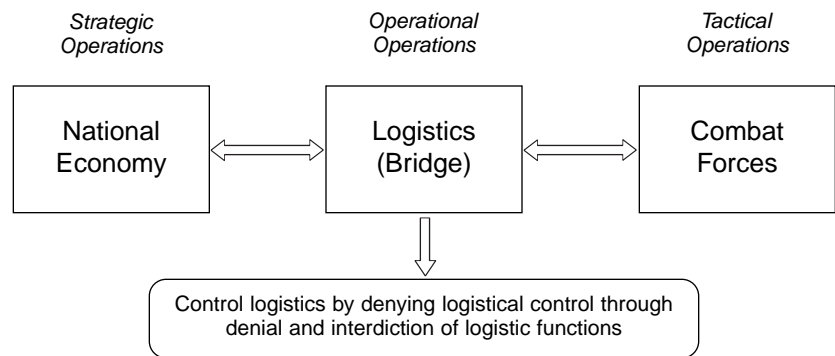 Strategic
Operations
Operational
Operations
Tactical
Operations
National
Economy
Logistics
(Bridge)
Combat
Forces
Control logistics by denying logistical control through
denial and interdiction of logistic functions